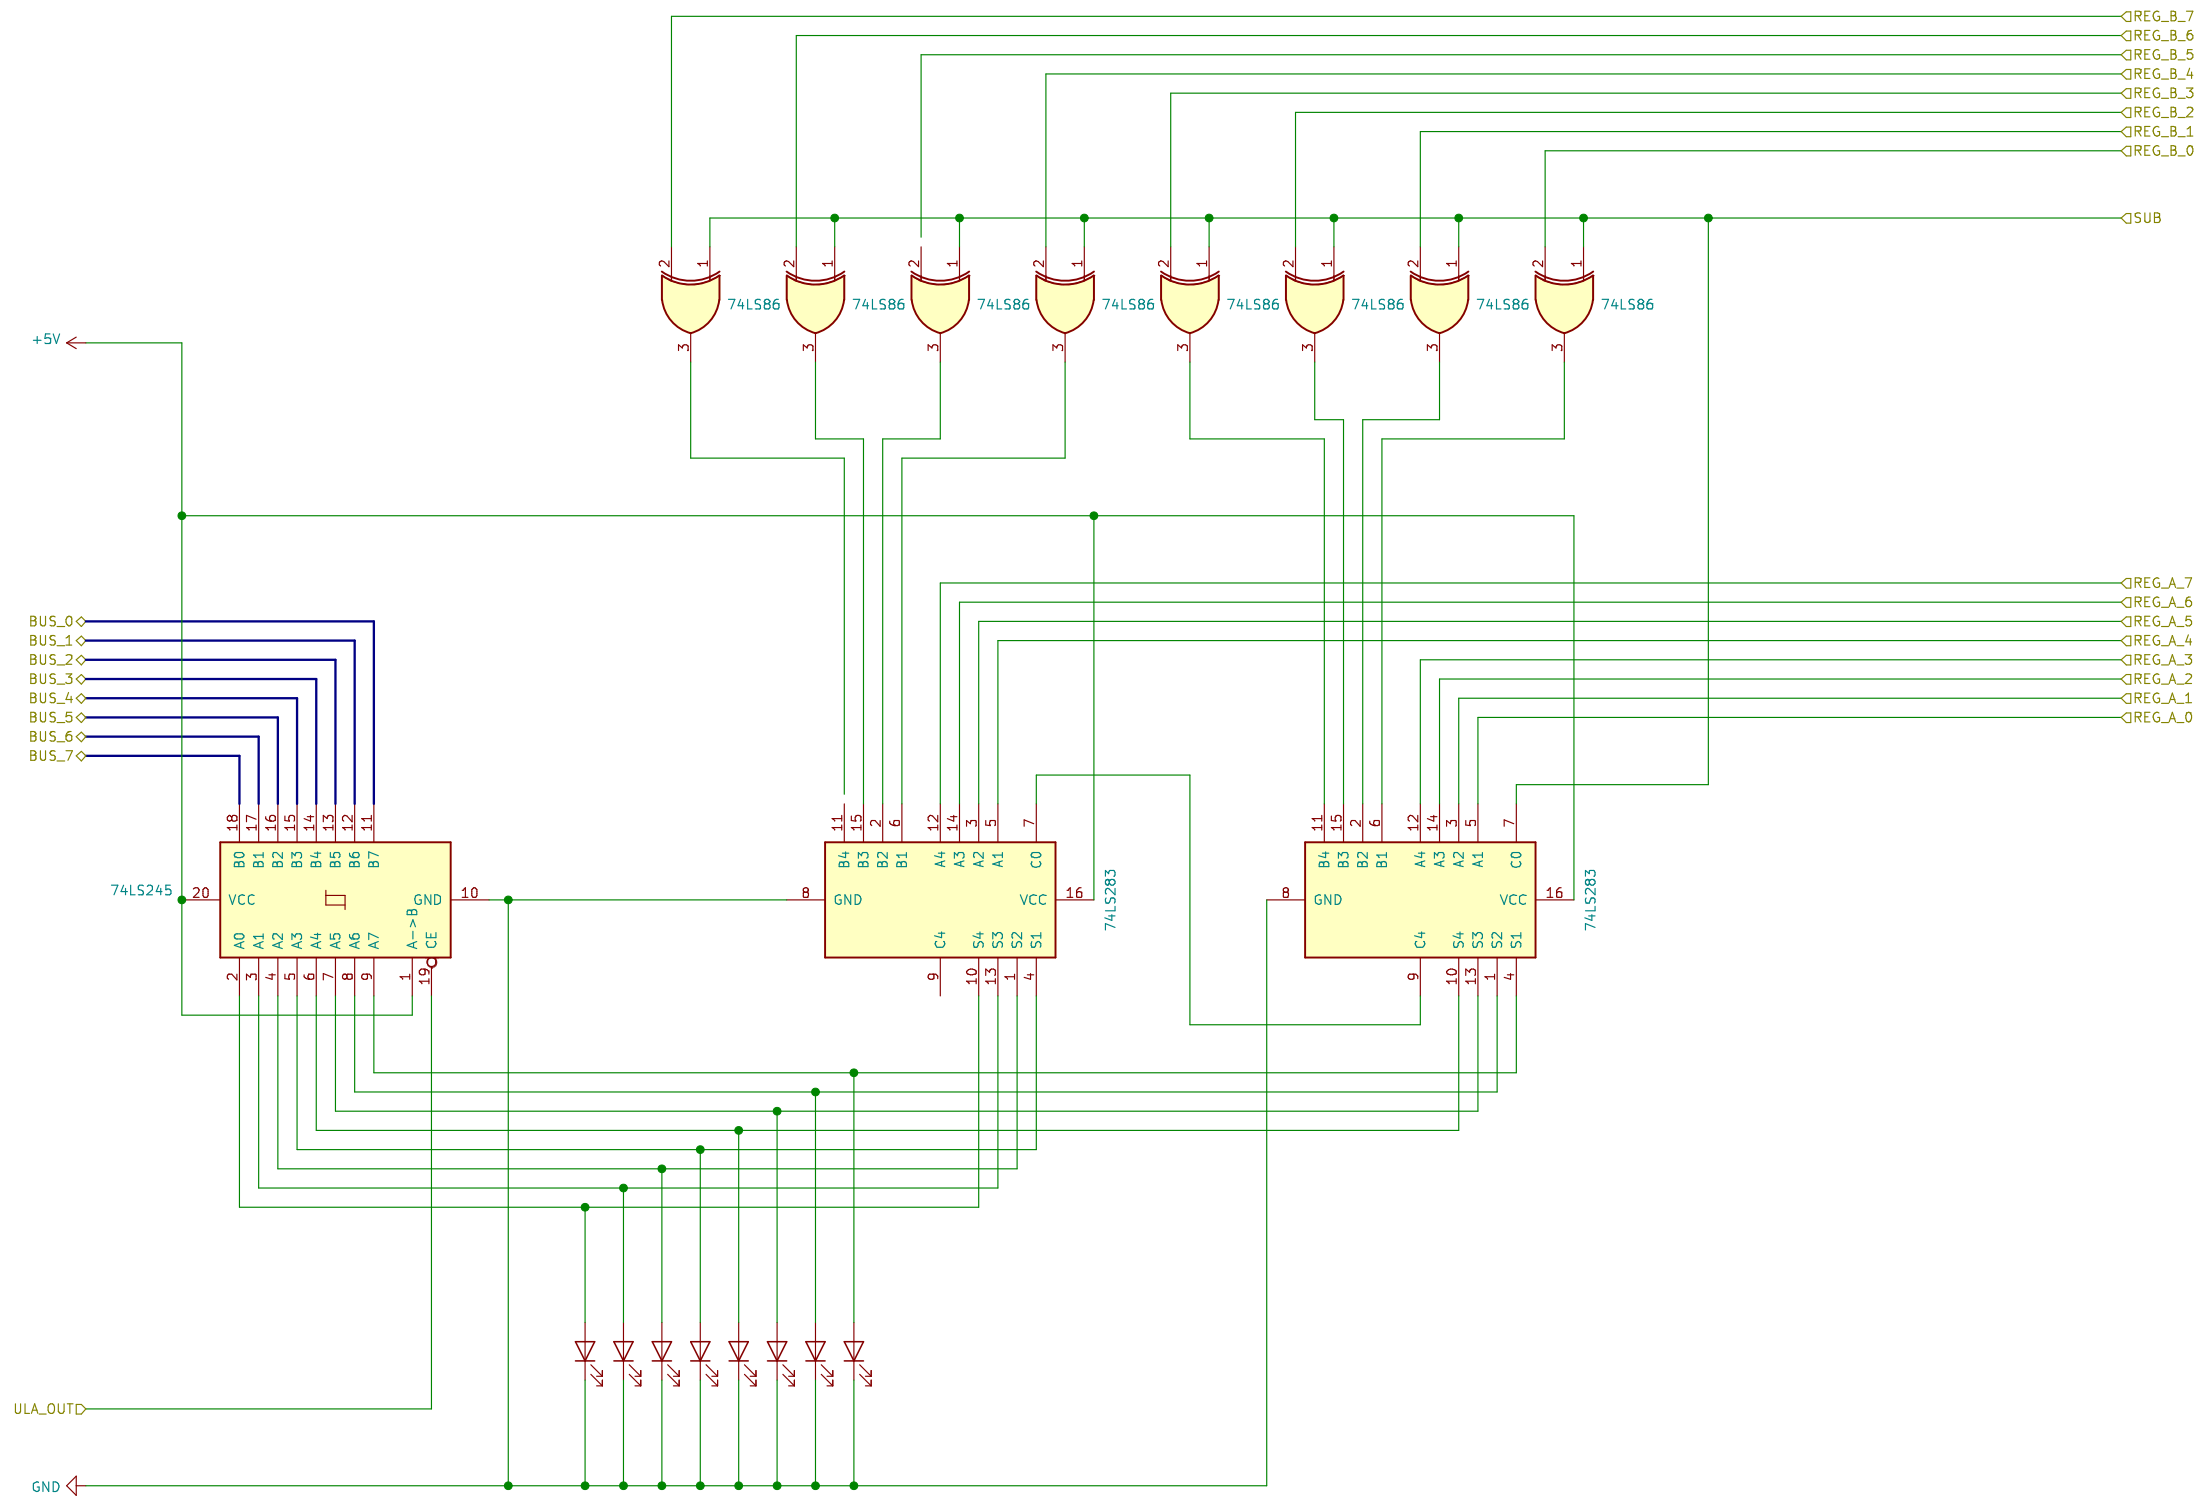 REG_B_7
REG_B_6
REG_B_5
REG_B_4
REG_B_3
REG_B_2
REG_B_1
REG_B_0
SUB
2 1 2 1 2 1 2 1 2 1 2 1 2 1 2 1
74LS86 74LS86 74LS86 74LS86 74LS86 74LS86 74LS86 74LS86
3 3 3 3 3 3 3 3
+5V
REG_A_7
REG_A_6
REG_A_5
REG_A_4
REG_A_3
REG_A_2
REG_A_1
REG_A_0
BUS_0
BUS_1
BUS_2
BUS_3
BUS_4
BUS_5
BUS_6
BUS_7
18 17 16 15 14 13 12 11
B0 B1 B2 B3 B4 B5 B6 B7
74LS245
20 VCC GND 10
A0 A1 A2 A3 A4 A5 A6 A7 A->B CE
2 3 4 5 6 7 8 9 1 19
11 15 2 6 12 14 3 5 7
B4 B3 B2 B1 A4 A3 A2 A1 C0
8 GND VCC 16
74LS283
C4 S4 S3 S2 S1
9 10 13 1 4
11 15 2 6 12 14 3 5 7
B4 B3 B2 B1 A4 A3 A2 A1 C0
8 GND VCC 16
74LS283
C4 S4 S3 S2 S1
9 10 13 1 4
ULA_OUT
GND